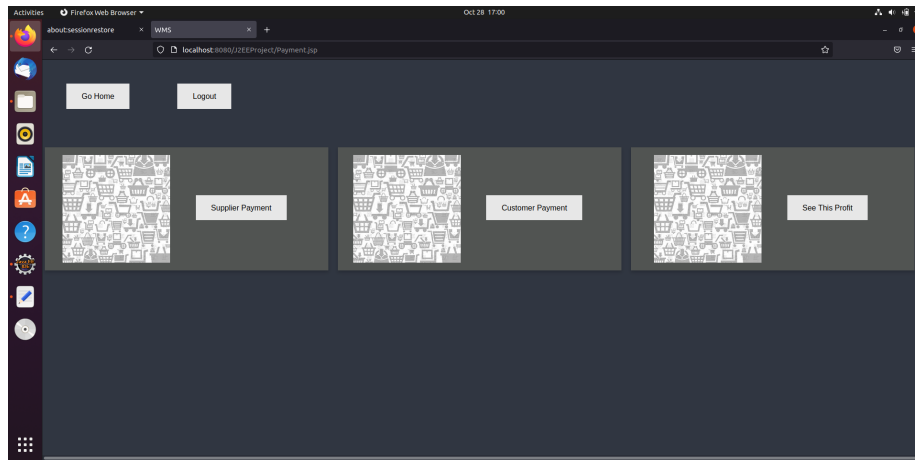 Activities Firefox Web Browser Oct 28 17:00
about:sessionrestore WMS
localhost:8080/J2EEProject/Payment.jsp
Go Home Logout
Supplier Payment Customer Payment See This Profit